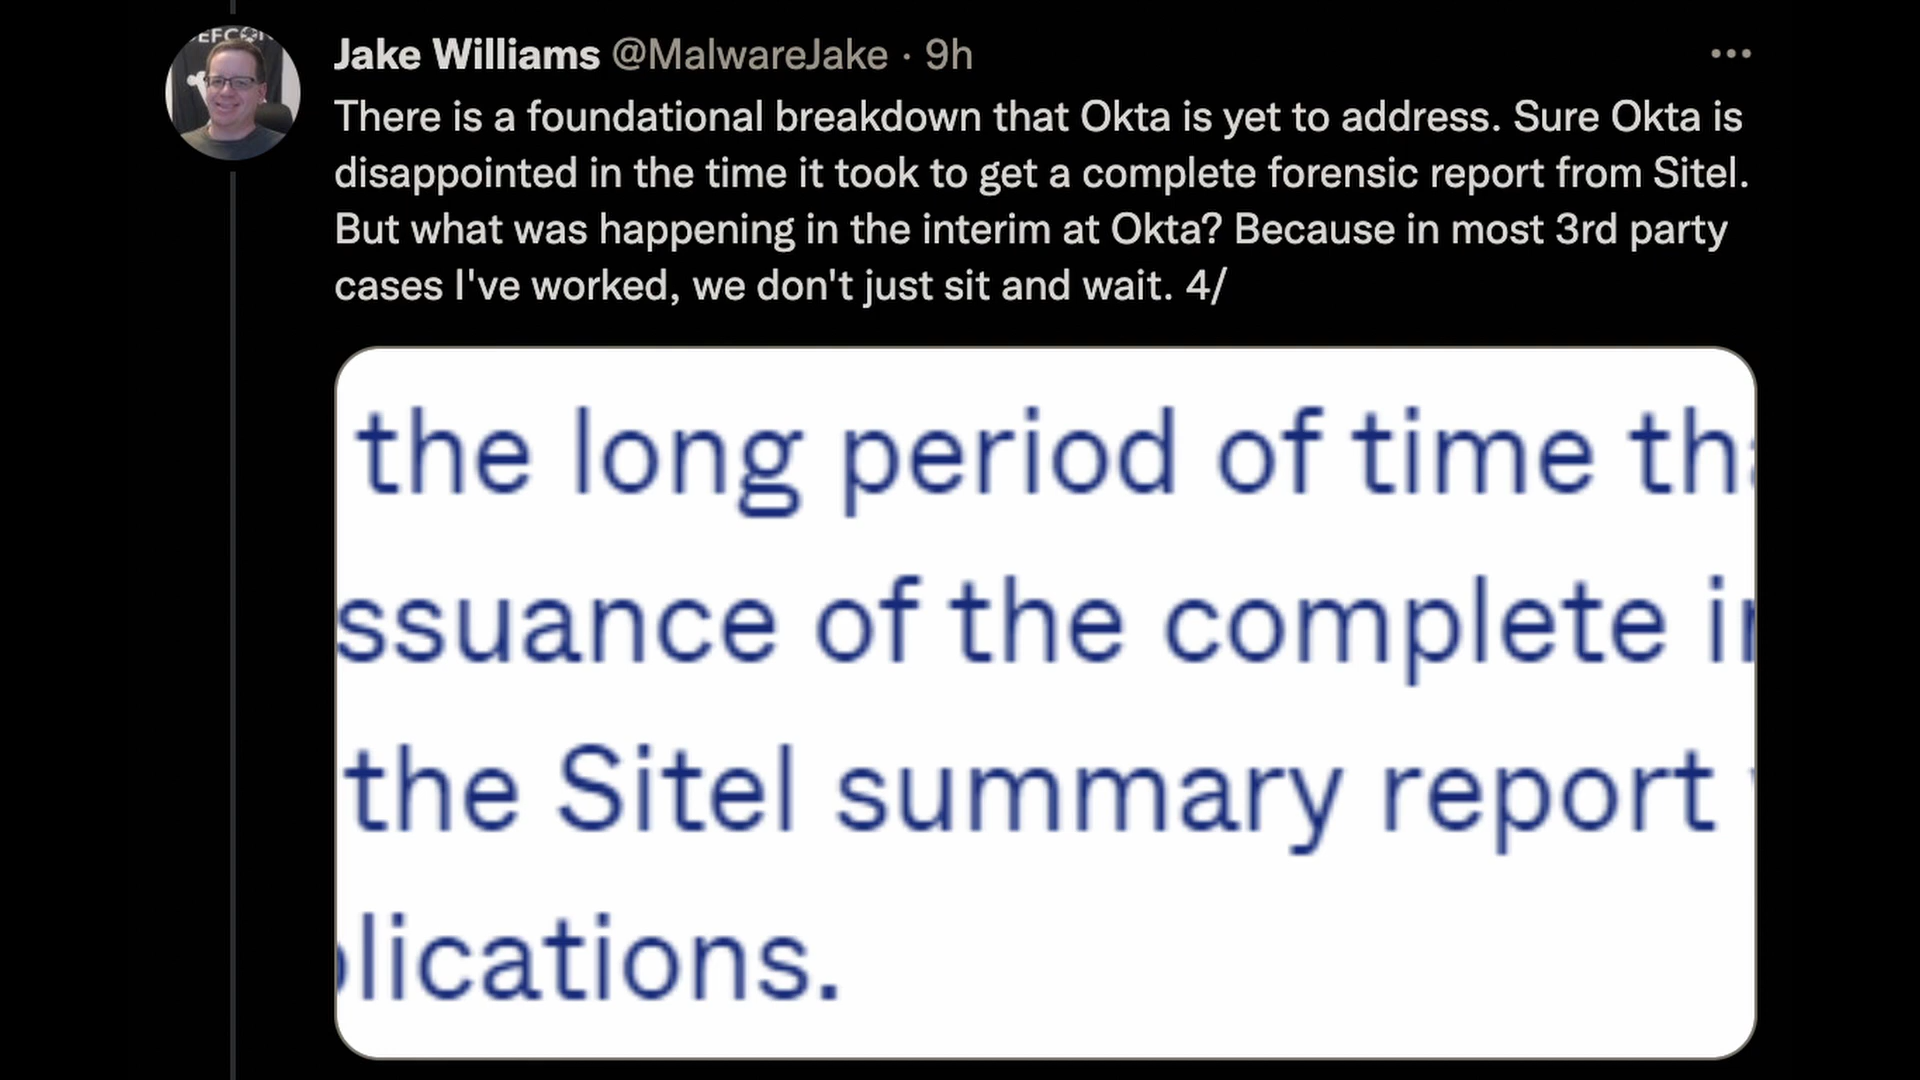 Jake Williams @MalwareJake · 9h
There is a foundational breakdown that Okta is yet to address. Sure Okta is
disappointed in the time it took to get a complete forensic report from Sitel.
But what was happening in the interim at Okta? Because in most 3rd party
cases I've worked, we don't just sit and wait. 4/
the long period of time
ssuance of the complete
the Sitel summary report
lications.